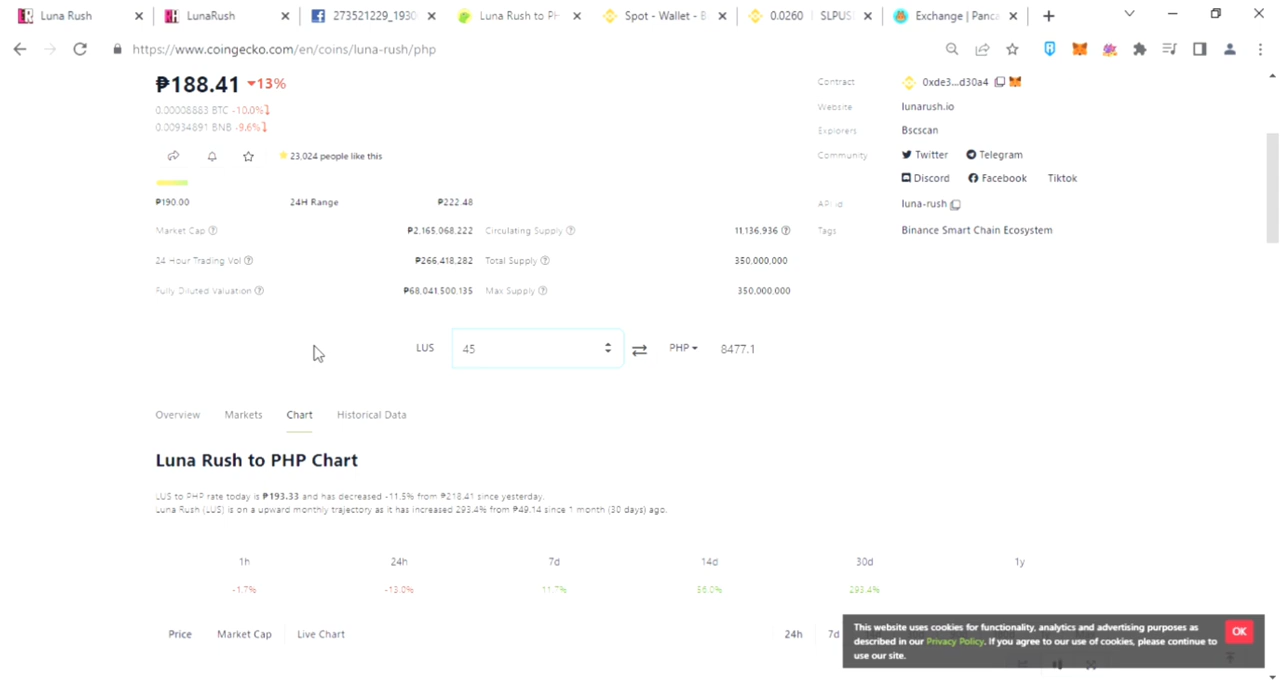 Luna Rush
LunaRush
273521229_1930
Luna Rush to PH
Spot - Wallet - B
0.0260 SLPUS
Exchange | Panca
https://www.coingecko.com/en/coins/luna-rush/php
₱188.41 13%
0.00008883 BTC -10.0%
0.00934891 BNB -9.6%
23,024 people like this
₱190.00 24H Range ₱222.48
Market Cap ₱2,165,068,222 Circulating Supply 11,136,936
24 Hour Trading Vol ₱266,418,282 Total Supply 350,000,000
Fully Diluted Valuation ₱68,041,500,135 Max Supply 350,000,000
Contract 0xde3...d30a4
Website lunarush.io
Explorers Bscscan
Community Twitter Telegram
Discord Facebook Tiktok
API id luna-rush
Tags Binance Smart Chain Ecosystem
LUS 45 PHP 8477.1
Overview Markets Chart Historical Data
Luna Rush to PHP Chart
LUS to PHP rate today is ₱193.33 and has decreased -11.5% from ₱218.41 since yesterday.
Luna Rush (LUS) is on a upward monthly trajectory as it has increased 293.4% from ₱49.14 since 1 month (30 days) ago.
1h 24h 7d 14d 30d 1y
-1.7% -13.0% 11.7% 56.0% 293.4%
Price Market Cap Live Chart 24h 7d
This website uses cookies for functionality, analytics and advertising purposes as
described in our Privacy Policy. If you agree to our use of cookies, please continue to
use our site.
OK